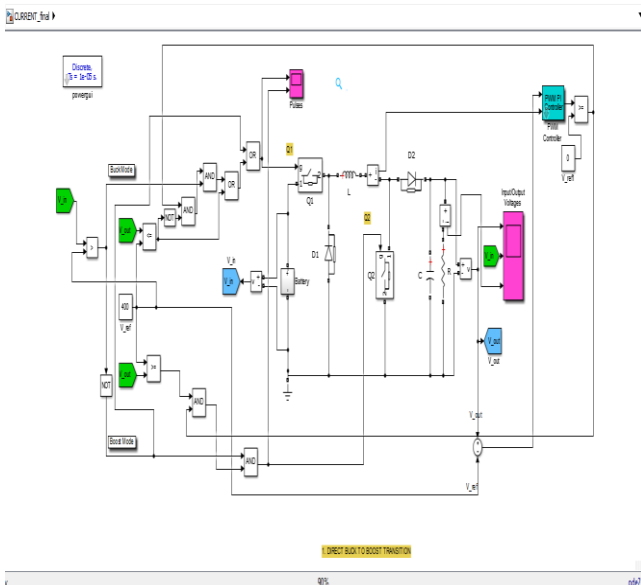 CURRENT_final
Discrete,
Ts = 1e-05 s.
powergui
Pulses
PWM PI
Controller
PWM
Controller
>=
0
V_ref1
OR
Q1
D2
Buck Mode
AND
OR
Q1
L
Input/Output
Voltages
V_in
AND
NOT
V_out
<=
>
Q2
D1
V_in
V_in
Battery
Q2
C
R
V_in
400
V_ref
V_out
V_out
V_out
>=
NOT
AND
Boost Mode
AND
V_out
V_ref
1. DIRECT BUCK TO BOOST TRANSITION
90%